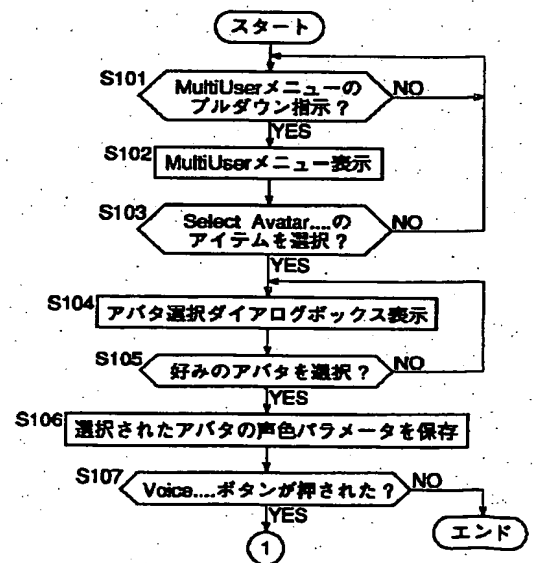 スタート
S101
MultiUserメニューの
プルダウン指示？
NO
YES
S102
MultiUserメニュー表示
S103
Select Avatar....の
アイテムを選択？
NO
YES
S104
アバタ選択ダイアログボックス表示
S105
好みのアバタを選択？
NO
YES
S106
選択されたアバタの声色パラメータを保存
S107
Voice....ボタンが押された？
NO
YES
エンド
1